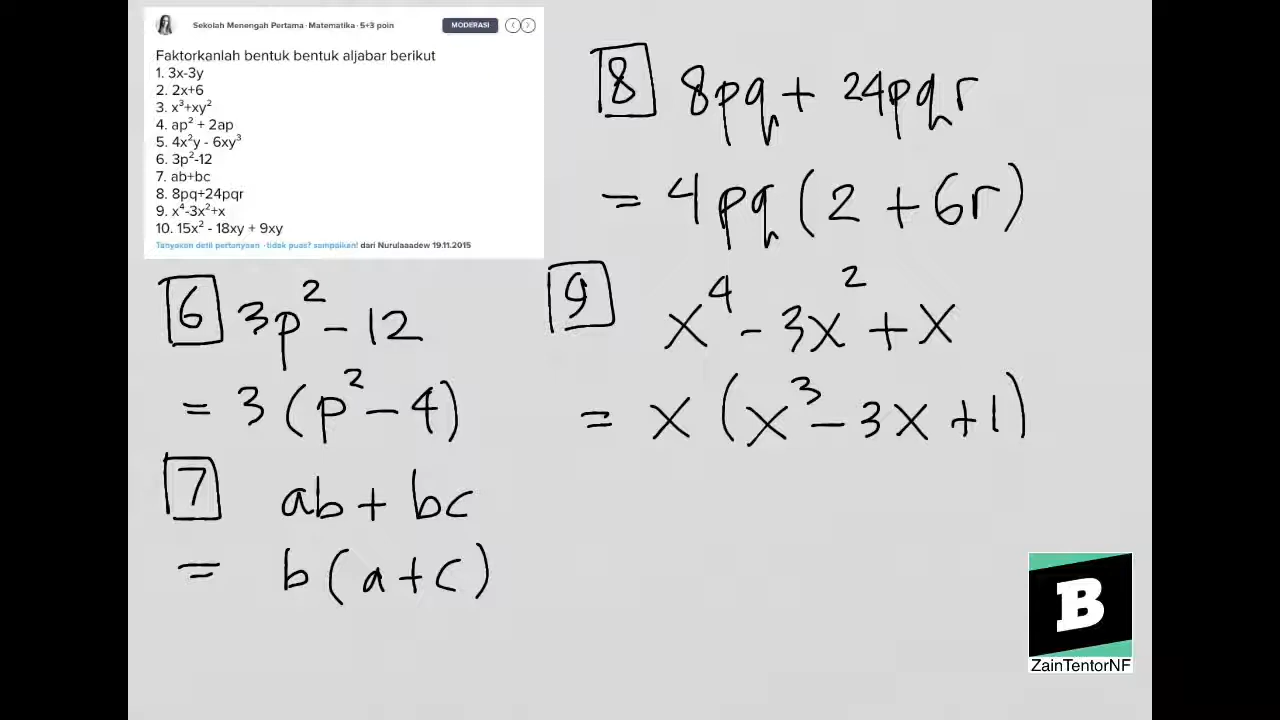 Sekolah Menengah Pertama · Matematika · 5+3 poin
MODERASI
Faktorkanlah bentuk bentuk aljabar berikut
1. 3x-3y
2. 2x+6
3. x³+xy²
4. ap² + 2ap
5. 4x²y - 6xy³
6. 3p²-12
7. ab+bc
8. 8pq+24pqr
9. x⁴-3x²+x
10. 15x² - 18xy + 9xy
Tanyakan detil pertanyaan · tidak puas? sampaikan! dari Nurulaaadew 19.11.2015
6 3p² - 12
= 3 (p² - 4)
7 ab + bc
= b (a+c)
8 8pq + 24pqr
= 4pq (2 + 6r)
9 x⁴ - 3x² + x
= x (x³ - 3x + 1)
B
ZainTentorNF